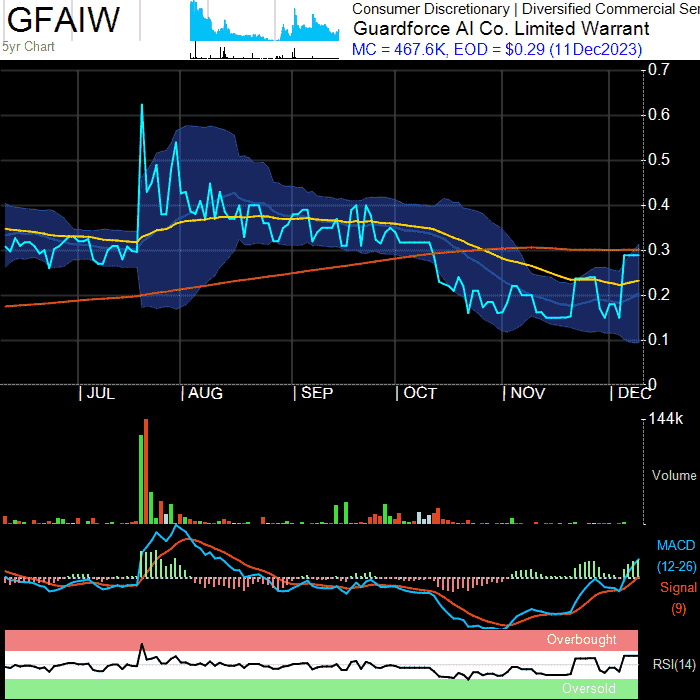 GFAIW
5yr Chart
Consumer Discretionary | Diversified Commercial Ser
Guardforce AI Co. Limited Warrant
MC = 467.6K, EOD = $0.29 (11Dec2023)
0.7
0.6
0.5
0.4
0.3
0.2
0.1
0
| JUL | AUG | SEP | OCT | NOV | DEC
144k
Volume
MACD
(12-26)
Signal
(9)
Overbought
RSI(14)
Oversold